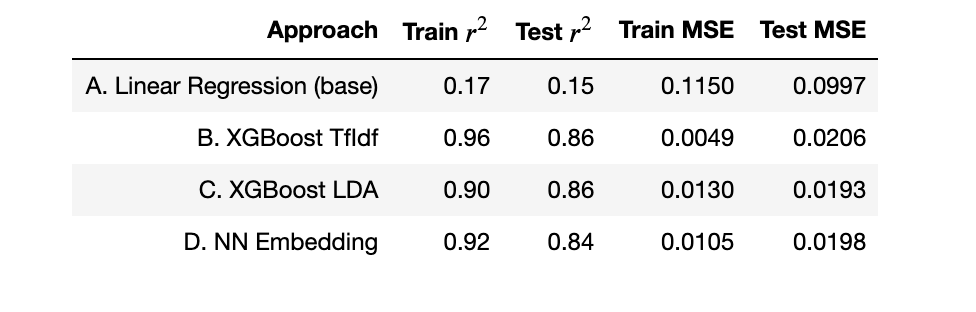 Approach Train r² Test r² Train MSE Test MSE
A. Linear Regression (base) 0.17 0.15 0.1150 0.0997
B. XGBoost TfIdf 0.96 0.86 0.0049 0.0206
C. XGBoost LDA 0.90 0.86 0.0130 0.0193
D. NN Embedding 0.92 0.84 0.0105 0.0198